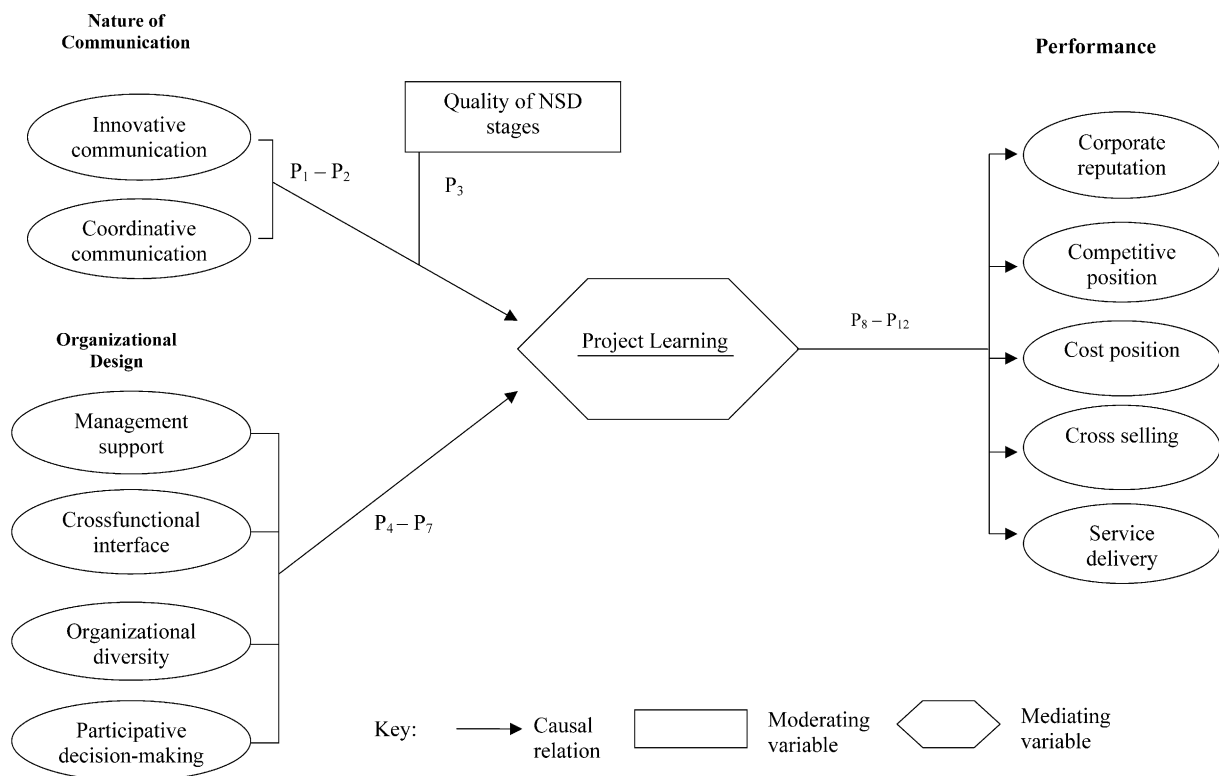 Nature of
Communication
Innovative
communication
Coordinative
communication
P₁ – P₂
Quality of NSD
stages
P₃
Organizational
Design
Management
support
Crossfunctional
interface
Organizational
diversity
Participative
decision-making
P₄ – P₇
Project Learning
P₈ – P₁₂
Performance
Corporate
reputation
Competitive
position
Cost position
Cross selling
Service
delivery
Key:
Causal
relation
Moderating
variable
Mediating
variable